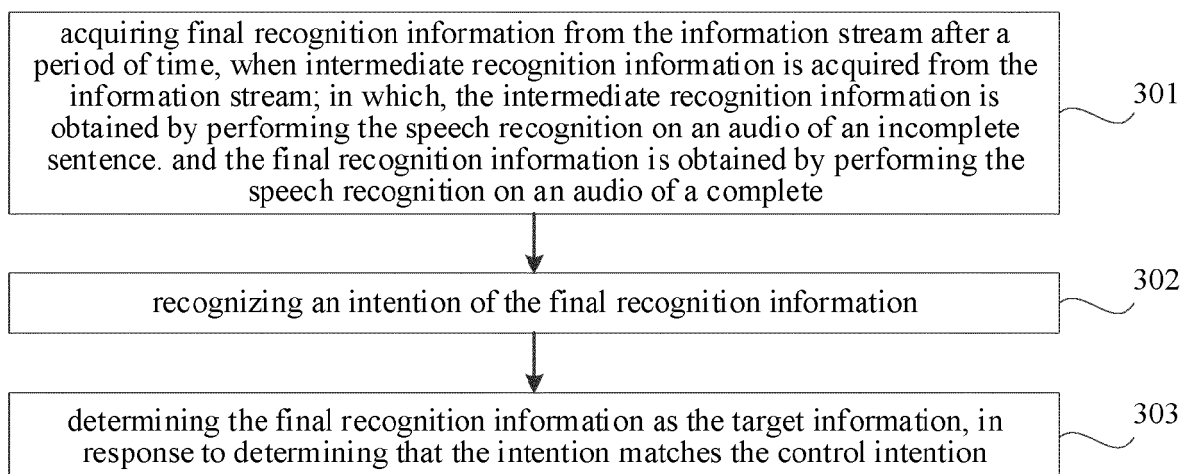 acquiring final recognition information from the information stream after a
period of time, when intermediate recognition information is acquired from the
information stream; in which, the intermediate recognition information is
obtained by performing the speech recognition on an audio of an incomplete
sentence. and the final recognition information is obtained by performing the
speech recognition on an audio of a complete
301
recognizing an intention of the final recognition information
302
determining the final recognition information as the target information, in
response to determining that the intention matches the control intention
303